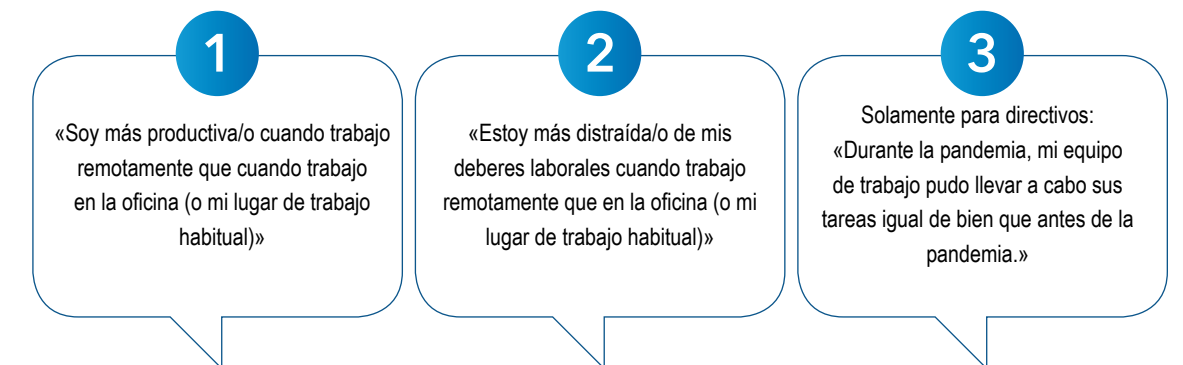 1
«Soy más productiva/o cuando trabajo
remotamente que cuando trabajo
en la oficina (o mi lugar de trabajo
habitual)»
2
«Estoy más distraída/o de mis
deberes laborales cuando trabajo
remotamente que en la oficina (o mi
lugar de trabajo habitual)»
3
Solamente para directivos:
«Durante la pandemia, mi equipo
de trabajo pudo llevar a cabo sus
tareas igual de bien que antes de la
pandemia.»